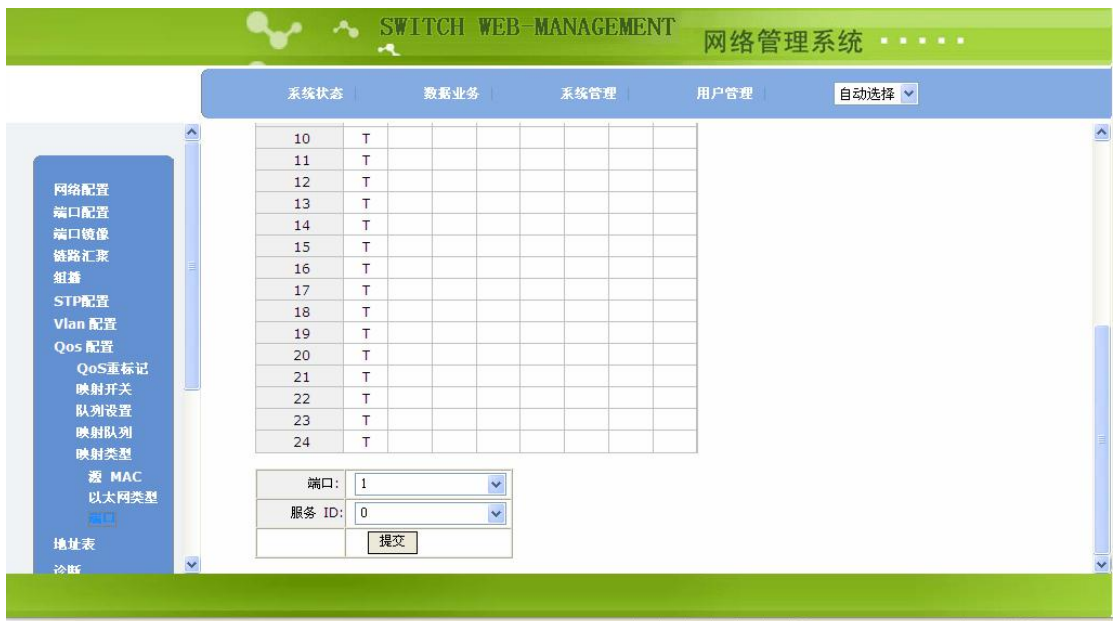 SWITCH WEB-MANAGEMENT
网络管理系统
系统状态 数据业务 系统管理 用户管理 自动选择
网络配置
端口配置
端口镜像
链路汇聚
组播
STP配置
Vlan 配置
Qos 配置
QoS重标记
映射开关
队列设置
映射队列
映射类型
源 MAC
以太网类型
端口
地址表
诊断
10 T
11 T
12 T
13 T
14 T
15 T
16 T
17 T
18 T
19 T
20 T
21 T
22 T
23 T
24 T
端口: 1
服务 ID: 0
提交